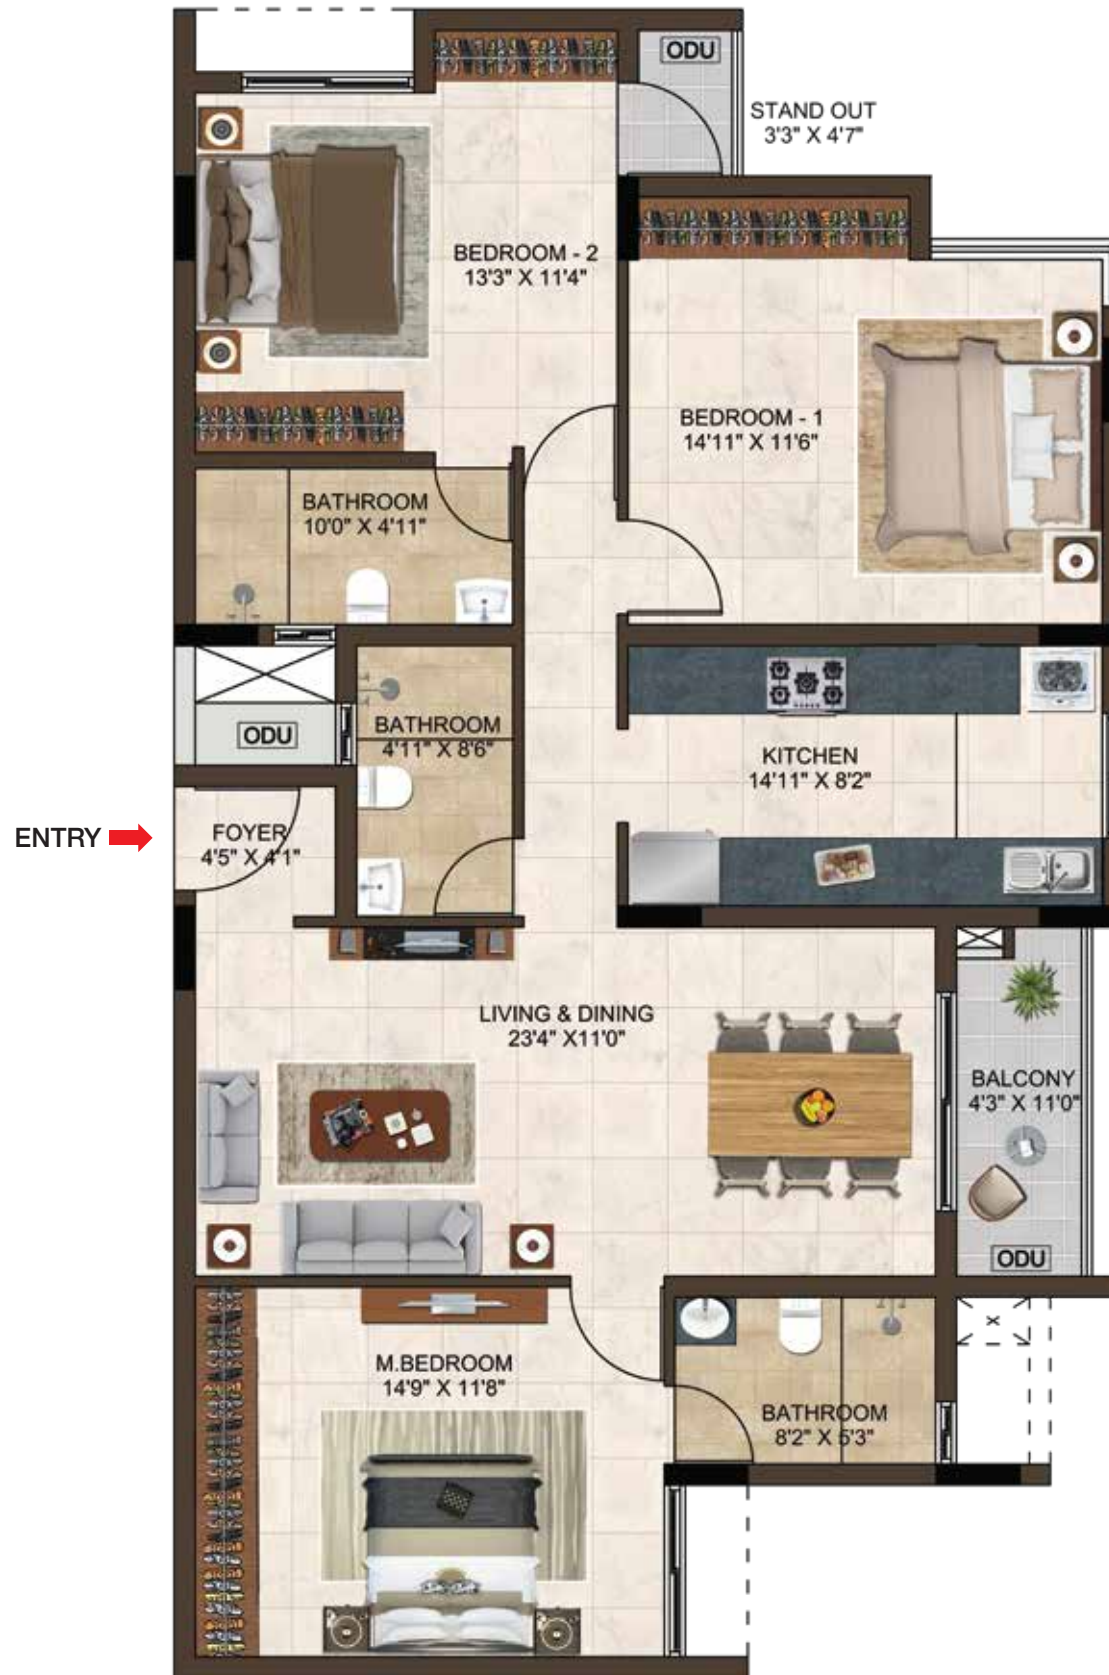 ODU
STAND OUT
3'3" X 4'7"
BEDROOM - 2
13'3" X 11'4"
BEDROOM - 1
14'11" X 11'6"
BATHROOM
10'0" X 4'11"
BATHROOM
4'11" X 8'6"
ODU
KITCHEN
14'11" X 8'2"
ENTRY
FOYER
4'5" X 4'1"
LIVING & DINING
23'4" X11'0"
BALCONY
4'3" X 11'0"
ODU
M.BEDROOM
14'9" X 11'8"
BATHROOM
8'2" X 5'3"
X